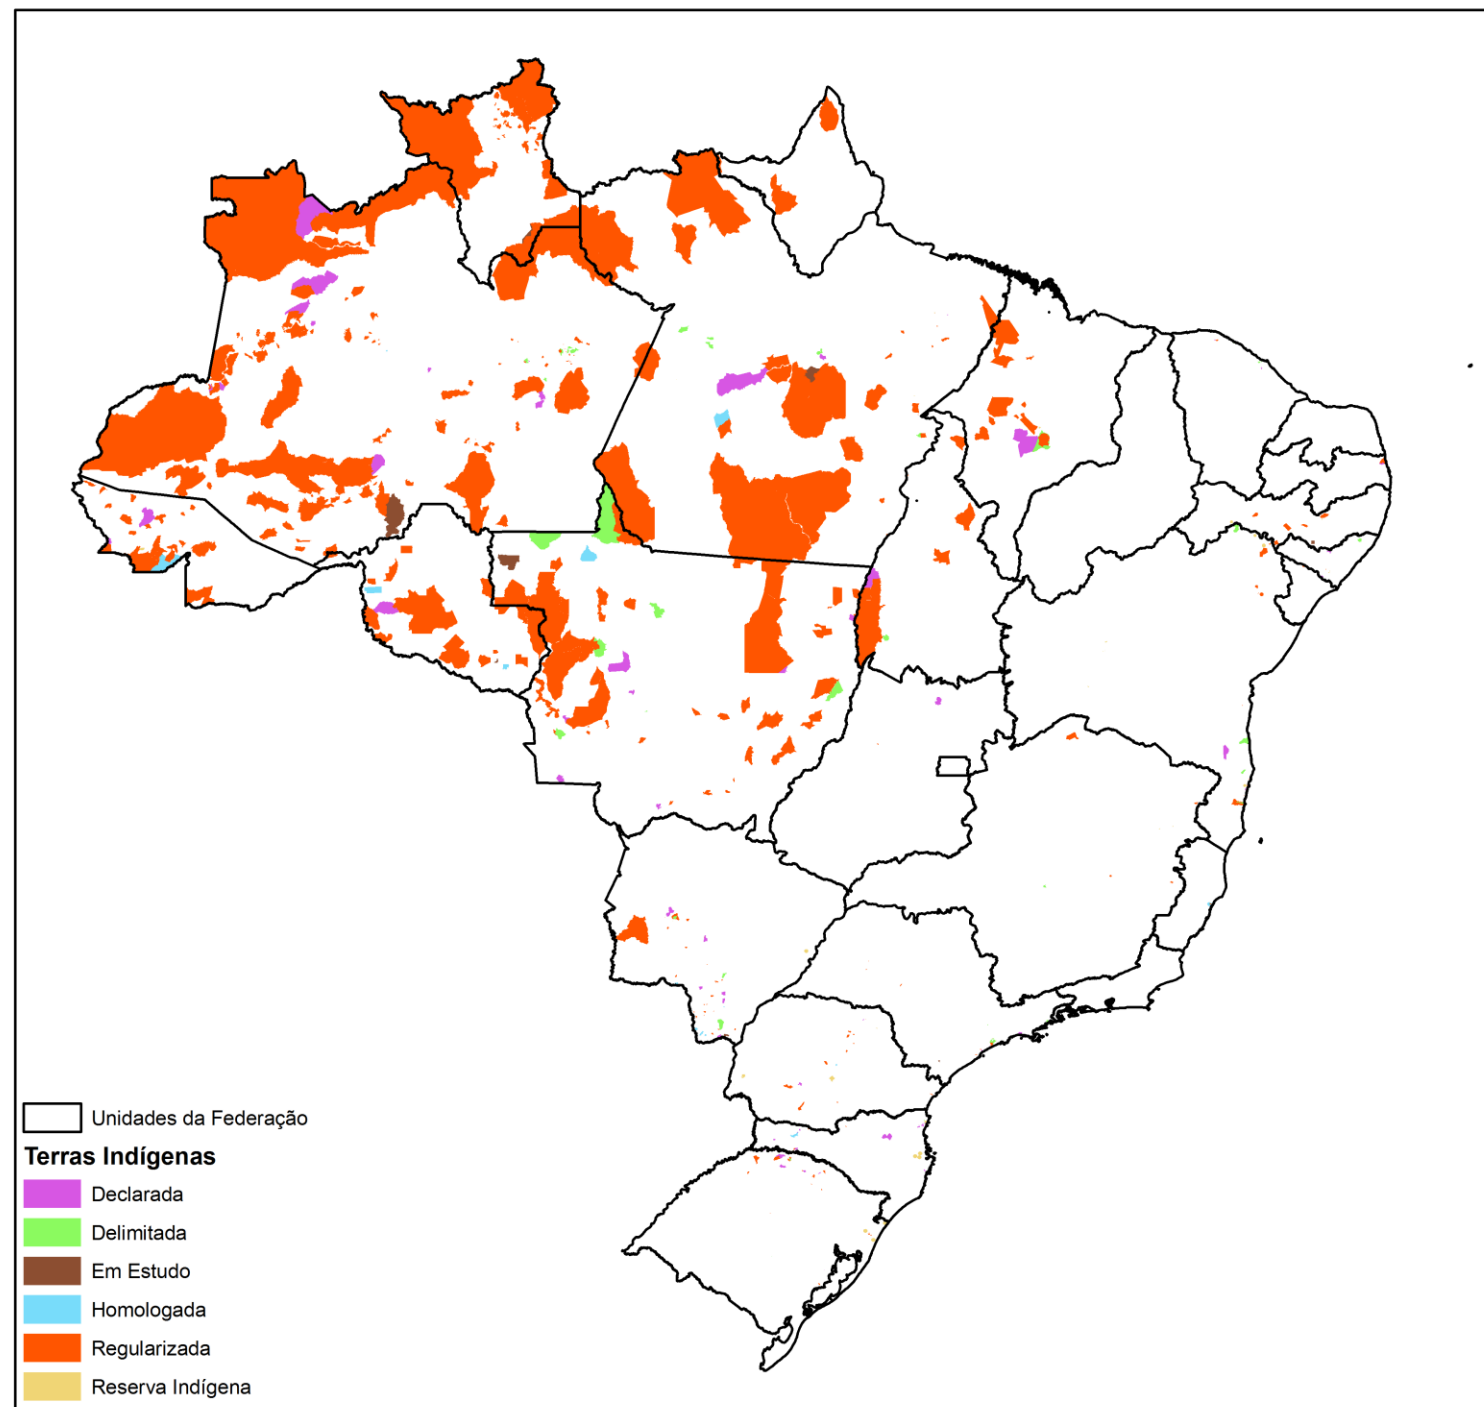 Unidades da Federação
Terras Indígenas
Declarada
Delimitada
Em Estudo
Homologada
Regularizada
Reserva Indígena